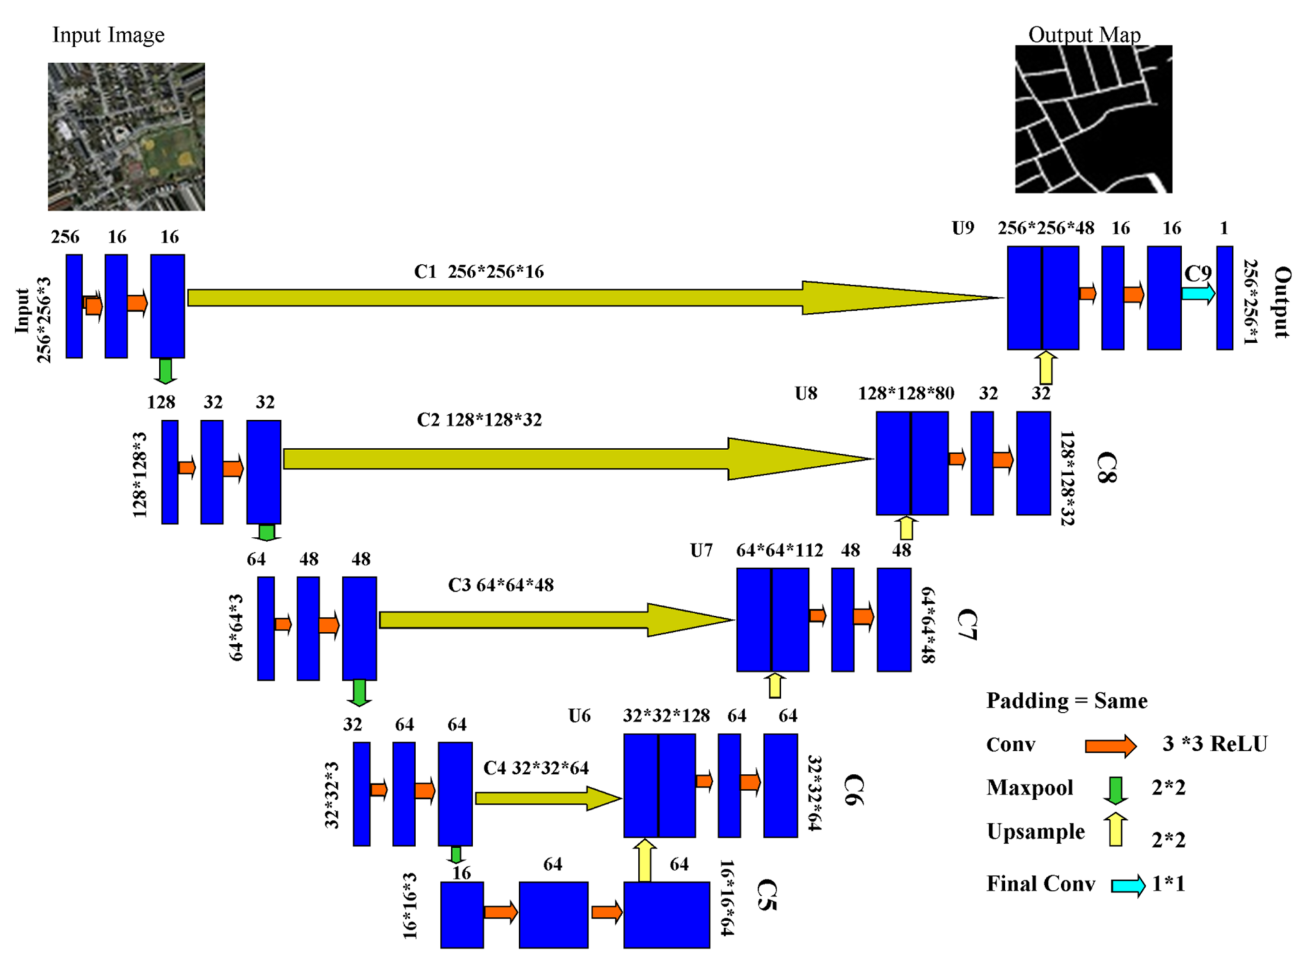 Input Image
Output Map
256 16 16
Input
256*256*3
C1 256*256*16
U9 256*256*48 16 16 1
C9
256*256*1
Output
128 32 32
128*128*3
C2 128*128*32
U8 128*128*80 32 32
128*128*32
C8
64 48 48
64*64*3
C3 64*64*48
U7 64*64*112 48 48
64*64*48
C7
32 64 64
32*32*3
C4 32*32*64
U6 32*32*128 64 64
32*32*64
C6
16 64 64
16*16*3
16*16*64
C5
Padding = Same
Conv 3 *3 ReLU
Maxpool 2*2
Upsample 2*2
Final Conv 1*1